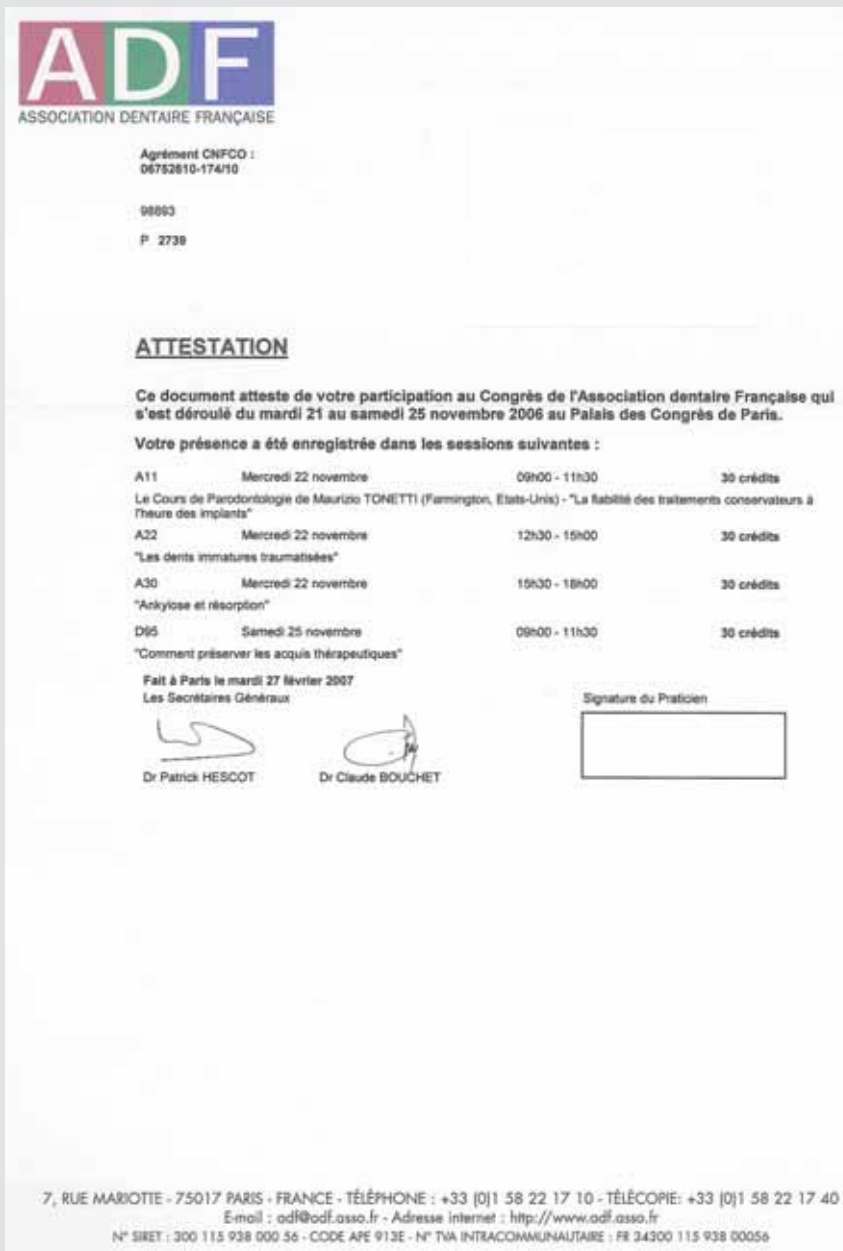 ADF
ASSOCIATION DENTAIRE FRANÇAISE
Agrément CNFCO :
06752610-174/10
98893
P 2739
ATTESTATION
Ce document atteste de votre participation au Congrès de l'Association dentaire Française qui
s'est déroulé du mardi 21 au samedi 25 novembre 2006 au Palais des Congrès de Paris.
Votre présence a été enregistrée dans les sessions suivantes :
A11 Mercredi 22 novembre 09h00 - 11h30 30 crédits
Le Cours de Parodontologie de Maurizio TONETTI (Farmington, Etats-Unis) - "La fiabilité des traitements conservateurs à
l'heure des implants"
A22 Mercredi 22 novembre 12h30 - 15h00 30 crédits
"Les dents immatures traumatisées"
A30 Mercredi 22 novembre 15h30 - 18h00 30 crédits
"Ankylose et résorption"
D95 Samedi 25 novembre 09h00 - 11h30 30 crédits
"Comment préserver les acquis thérapeutiques"
Fait à Paris le mardi 27 février 2007
Les Secrétaires Généraux Signature du Praticien
Dr Patrick HESCOT Dr Claude BOUCHET
7, RUE MARIOTTE - 75017 PARIS - FRANCE - TÉLÉPHONE : +33 (0)1 58 22 17 10 - TÉLÉCOPIE: +33 (0)1 58 22 17 40
E-mail : adf@adf.asso.fr - Adresse internet : http://www.adf.asso.fr
N° SIRET : 300 115 938 000 56 - CODE APE 913E - N° TVA INTRACOMMUNAUTAIRE : FR 34300 115 938 00056